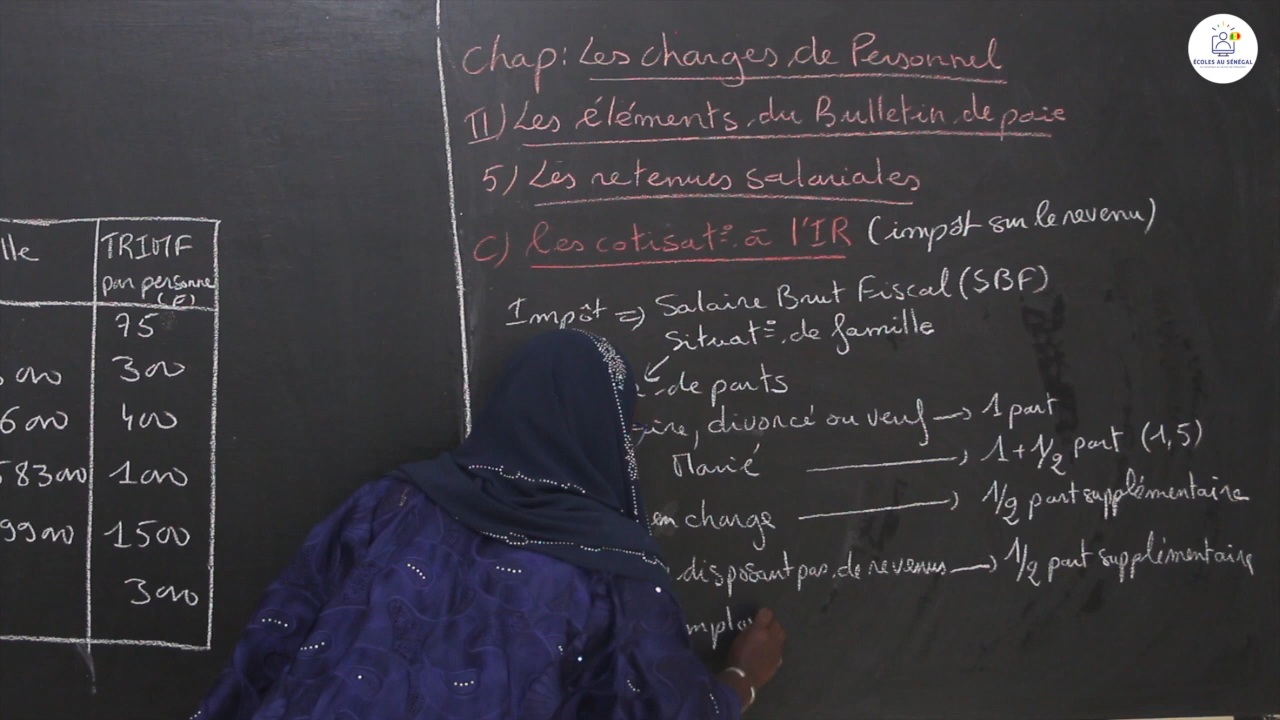 Chap: Les charges de Personnel
II) Les éléments du Bulletin de paie
5) Les retenues salariales
C) les cotisat° à l'IR (impôt sur le revenu)
Impôt => Salaire Brut Fiscal (SBF)
Situat° de famille
de parts
divorcé ou veuf → 1 part
Marié → 1 + 1/2 part (1,5)
en charge → 1/2 part supplémentaire
disposant pas de revenus → 1/2 part supplémentaire
lle
TRIMF
par personne
(F)
75
300
400
83000 1000
99900 1500
3000
ÉCOLES AU SÉNÉGAL